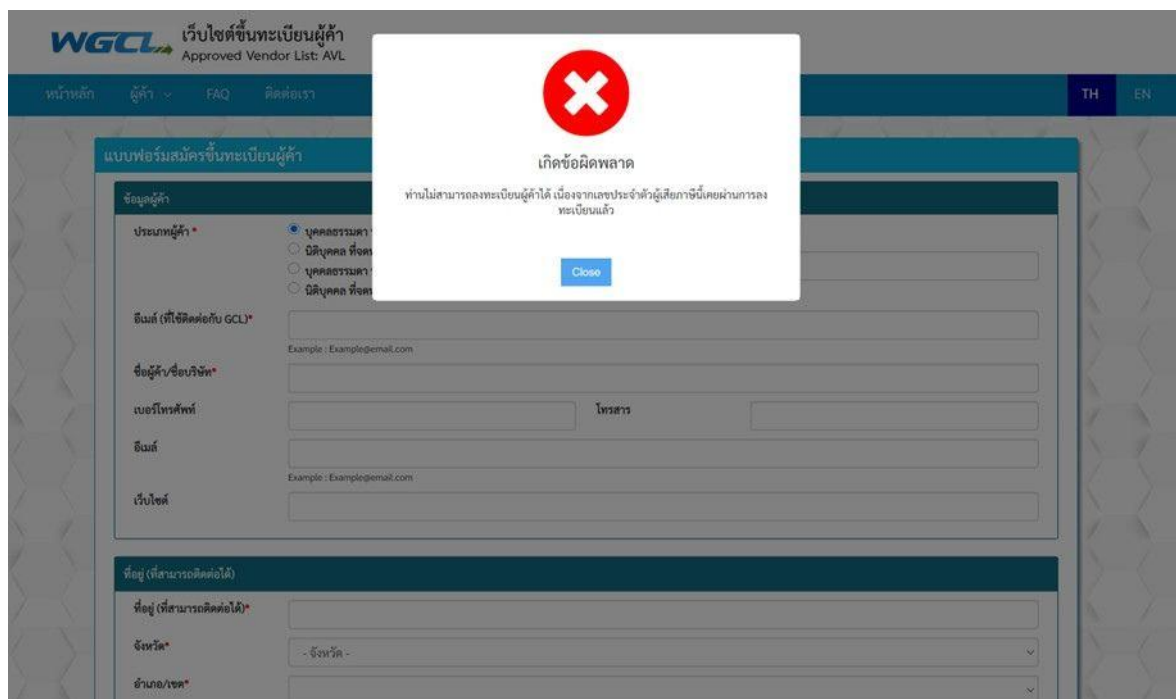 WGCL
เว็บไซต์ขึ้นทะเบียนผู้ค้า
Approved Vendor List: AVL
หน้าหลัก ผู้ค้า FAQ ติดต่อเรา TH EN
เกิดข้อผิดพลาด
ท่านไม่สามารถลงทะเบียนผู้ค้าได้ เนื่องจากเลขประจำตัวผู้เสียภาษีนี้เคยผ่านการลง
ทะเบียนแล้ว
Close
แบบฟอร์มสมัครขึ้นทะเบียนผู้ค้า
ข้อมูลผู้ค้า
ประเภทผู้ค้า *
บุคคลธรรมดา
นิติบุคคล ที่จด
บุคคลธรรมดา
นิติบุคคล ที่จด
อีเมล์ (ที่ใช้ติดต่อกับ GCL)*
Example : Example@email.com
ชื่อผู้ค้า/ชื่อบริษัท*
เบอร์โทรศัพท์ โทรสาร
อีเมล์
Example : Example@email.com
เว็บไซต์
ที่อยู่ (ที่สามารถติดต่อได้)
ที่อยู่ (ที่สามารถติดต่อได้)*
จังหวัด* - จังหวัด -
อำเภอ/เขต*